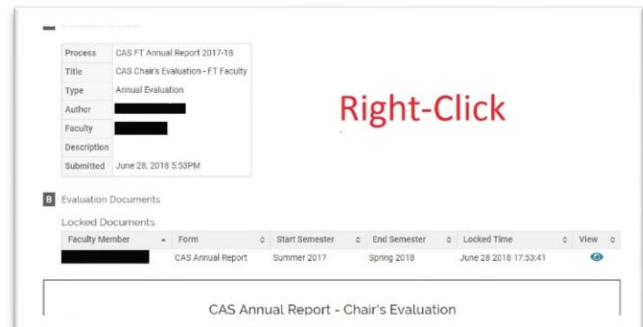 Process CAS FT Annual Report 2017-18
Title CAS Chair's Evaluation - FT Faculty
Type Annual Evaluation
Author
Faculty
Description
Submitted June 28, 2018 5:53PM
Right-Click
B Evaluation Documents
Locked Documents
Faculty Member Form Start Semester End Semester Locked Time View
CAS Annual Report Summer 2017 Spring 2018 June 28 2018 17:53:41
CAS Annual Report - Chair's Evaluation